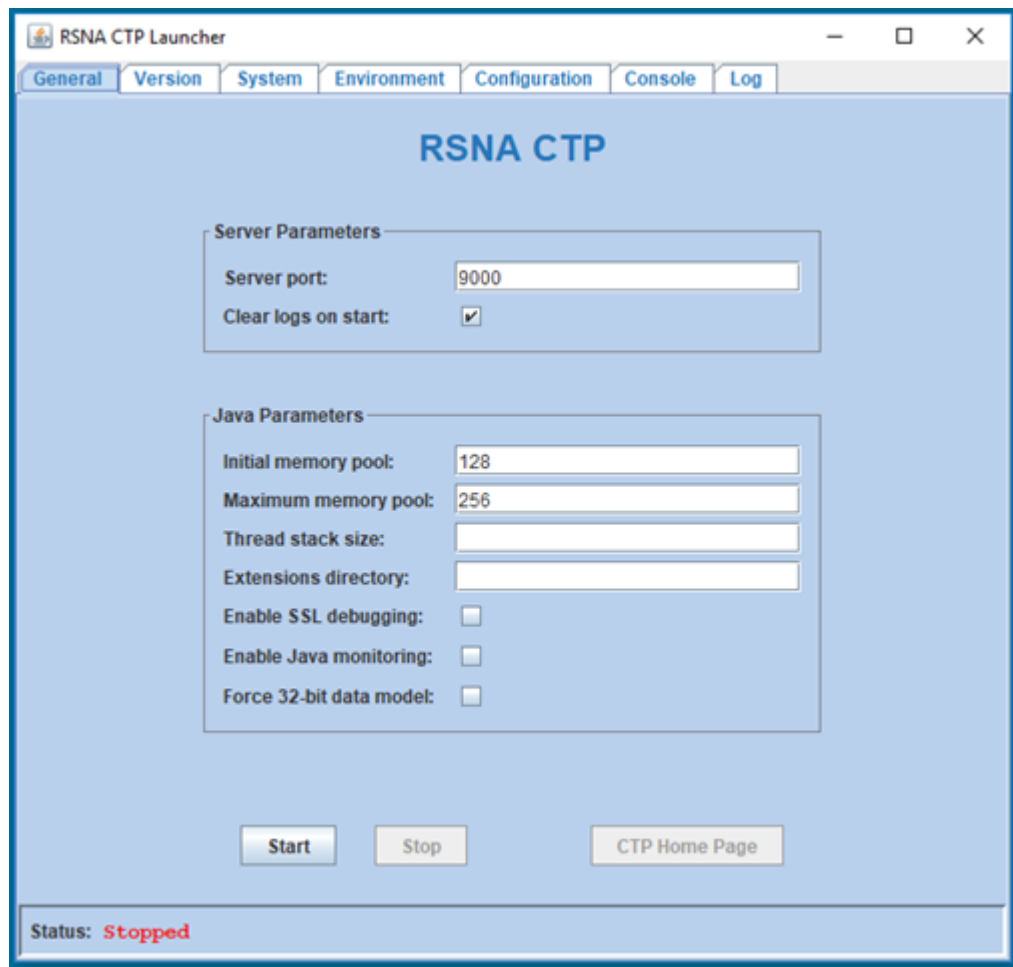 RSNA CTP Launcher
General Version System Environment Configuration Console Log
RSNA CTP
Server Parameters
Server port: 9000
Clear logs on start:
Java Parameters
Initial memory pool: 128
Maximum memory pool: 256
Thread stack size:
Extensions directory:
Enable SSL debugging:
Enable Java monitoring:
Force 32-bit data model:
Start Stop CTP Home Page
Status: Stopped